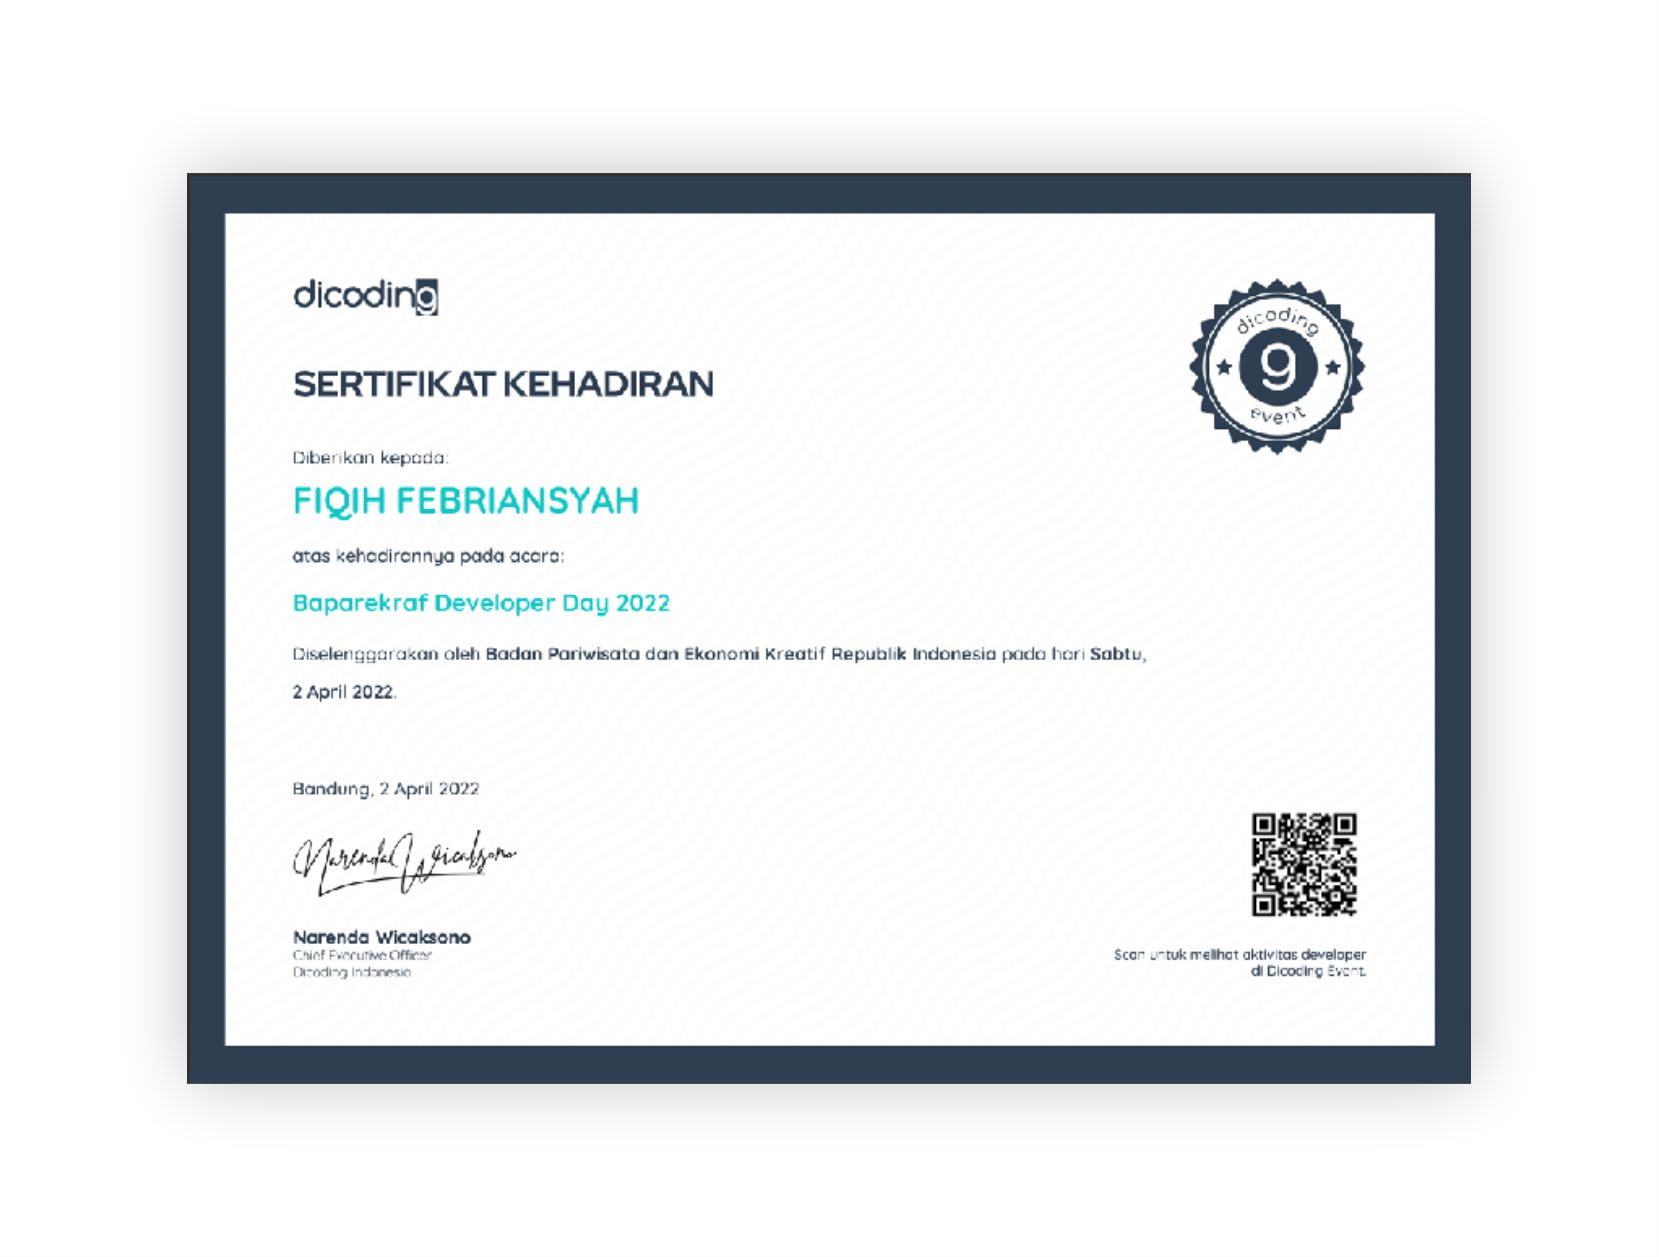 dicoding
SERTIFIKAT KEHADIRAN
dicoding
g
event
Diberikan kepada:
FIQIH FEBRIANSYAH
atas kehadirannya pada acara:
Baparekraf Developer Day 2022
Diselenggarakan oleh Badan Pariwisata dan Ekonomi Kreatif Republik Indonesia pada hari Sabtu,
2 April 2022.
Bandung, 2 April 2022
Narenda Wicaksono
Narenda Wicaksono
Chief Executive Officer
Dicoding Indonesia
Scan untuk melihat aktivitas developer
di Dicoding Event.